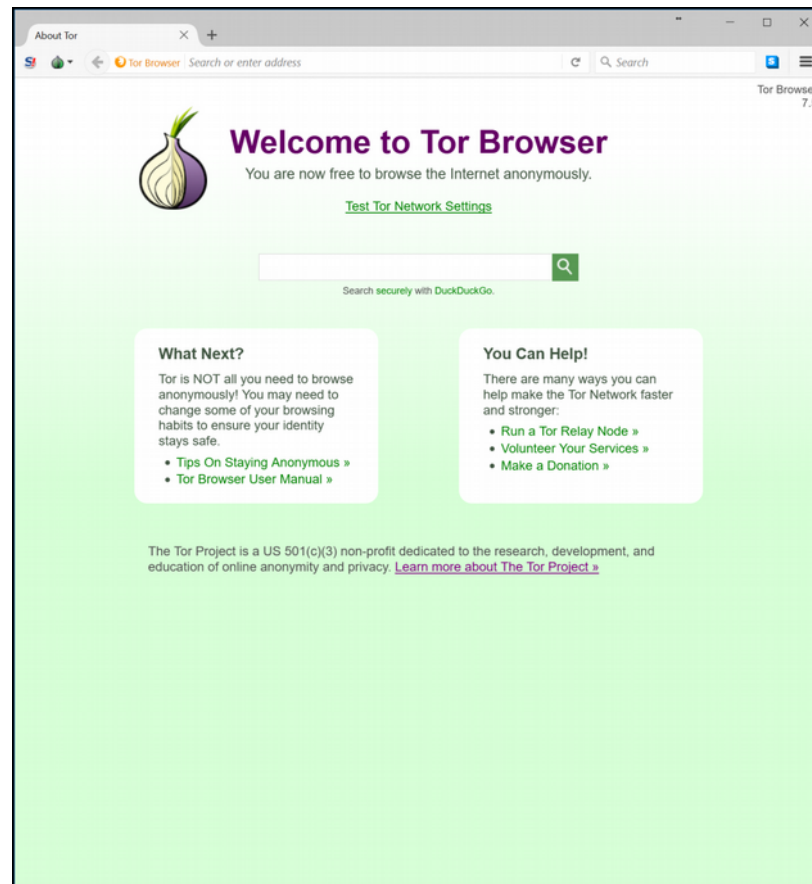 About Tor
Tor Browser Search or enter address
Search
Tor Browse
7.
Welcome to Tor Browser
You are now free to browse the Internet anonymously.
Test Tor Network Settings
Search securely with DuckDuckGo.
What Next?
Tor is NOT all you need to browse
anonymously! You may need to
change some of your browsing
habits to ensure your identity
stays safe.
• Tips On Staying Anonymous »
• Tor Browser User Manual »
You Can Help!
There are many ways you can
help make the Tor Network faster
and stronger:
• Run a Tor Relay Node »
• Volunteer Your Services »
• Make a Donation »
The Tor Project is a US 501(c)(3) non-profit dedicated to the research, development, and
education of online anonymity and privacy. Learn more about The Tor Project »